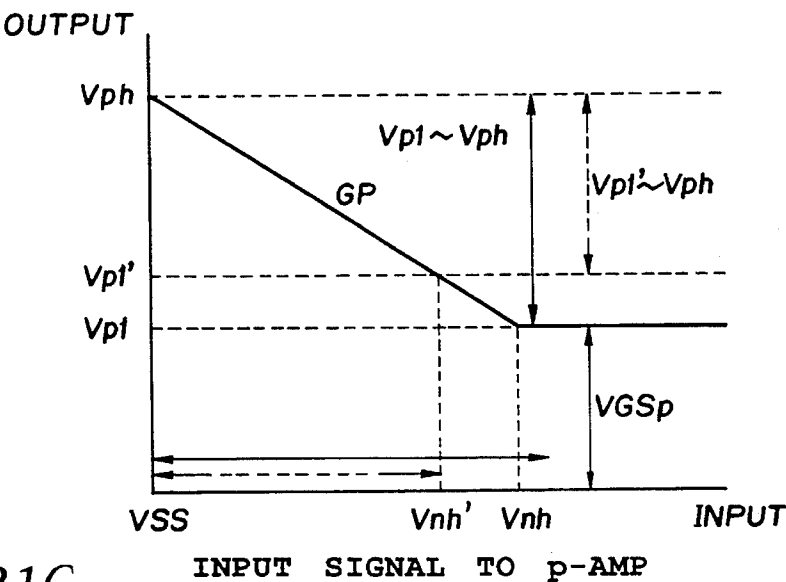 OUTPUT
Vph
Vp1~Vph
GP
Vp1'~Vph
Vp1'
Vp1
VGSp
VSS
Vnh'
Vnh
INPUT
INPUT SIGNAL TO p-AMP